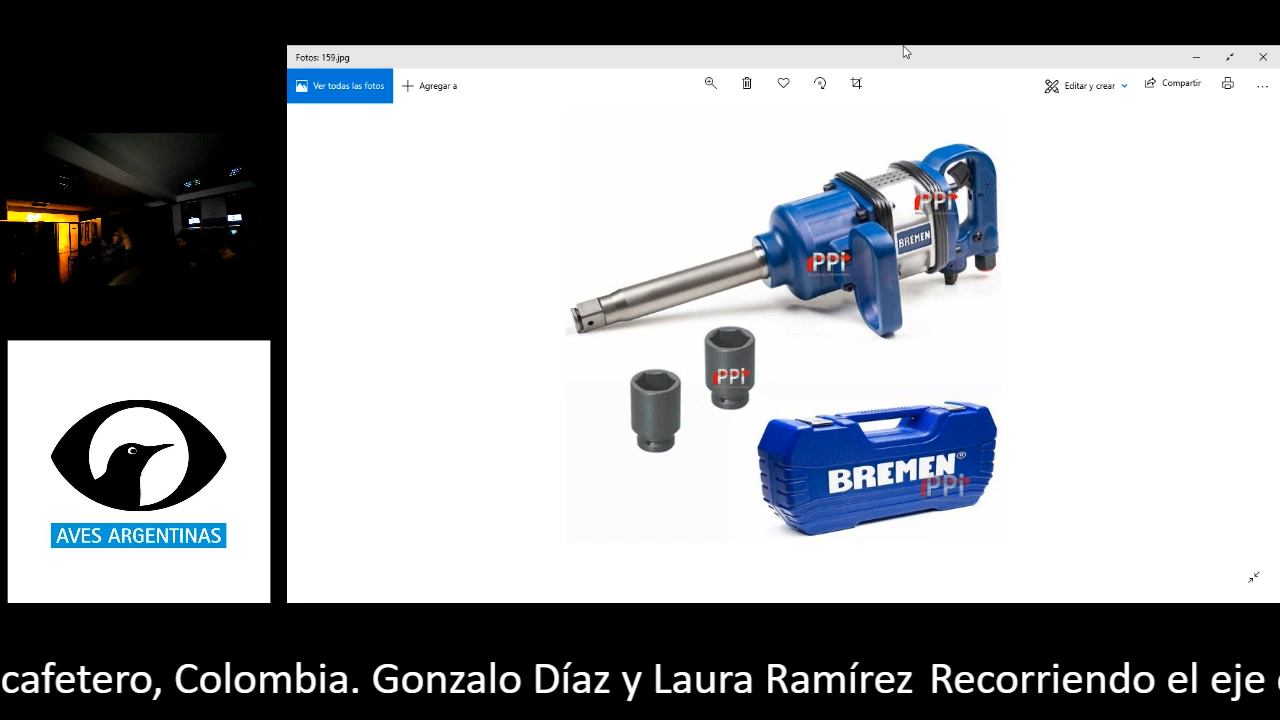 Fotos: 159.jpg
Ver todas las fotos
Agregar a
Editar y crear
Compartir
PPi
BREMEN
PPi
PPi
BREMEN®
PPi
AVES ARGENTINAS
cafetero, Colombia. Gonzalo Díaz y Laura Ramírez Recorriendo el eje